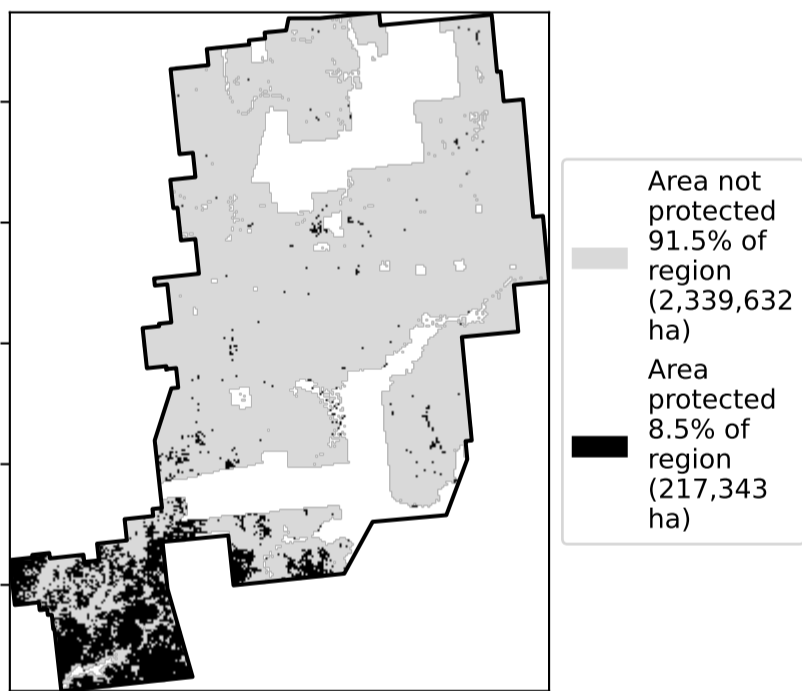 Area not
protected
91.5% of
region
(2,339,632
ha)
Area
protected
8.5% of
region
(217,343
ha)